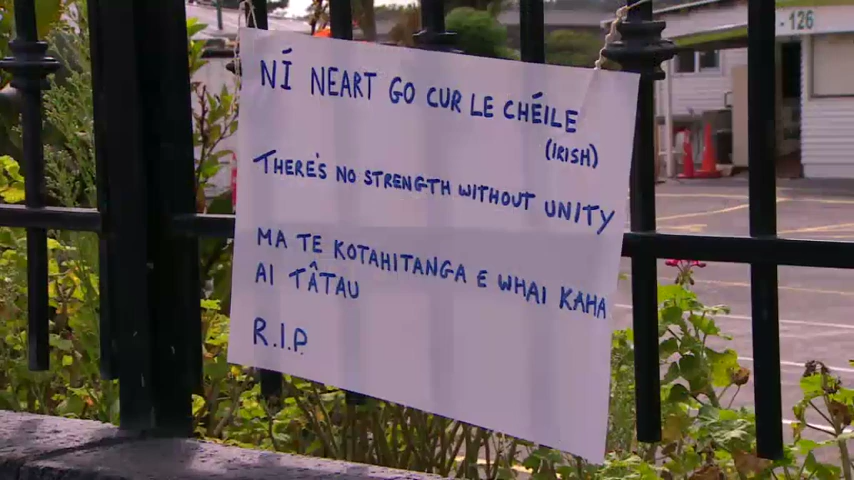 NÍ NEART GO CUR LE CHÉILE
(IRISH)
THERE'S NO STRENGTH WITHOUT UNITY
MA TE KOTAHITANGA E WHAI KAHA
AI TÂTAU
R.I.P
126